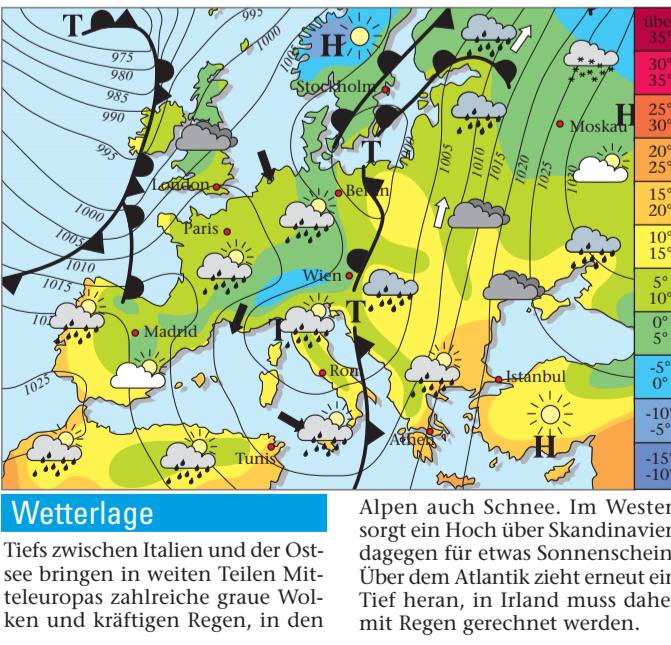 T
975
980
985
990
995
1000
1005
1010
1015
1025
995
1000
1005
H
Stockholm
T
1005
1010
1015
1020
1025
1030
Moskau
H
London
Berlin
Paris
Wien
Madrid
T
T
Rom
Istanbul
Athen
H
Tunis
35°
30°
35°
25°
30°
20°
25°
15°
20°
10°
15°
5°
10°
0°
5°
-5°
0°
-10°
-5°
-15°
-10°
Wetterlage
Tiefs zwischen Italien und der Ost-
see bringen in weiten Teilen Mit-
teleuropas zahlreiche graue Wol-
ken und kräftigen Regen, in den
Alpen auch Schnee. Im Westen
sorgt ein Hoch über Skandinavien
dagegen für etwas Sonnenschein.
Über dem Atlantik zieht erneut ein
Tief heran, in Irland muss daher
mit Regen gerechnet werden.